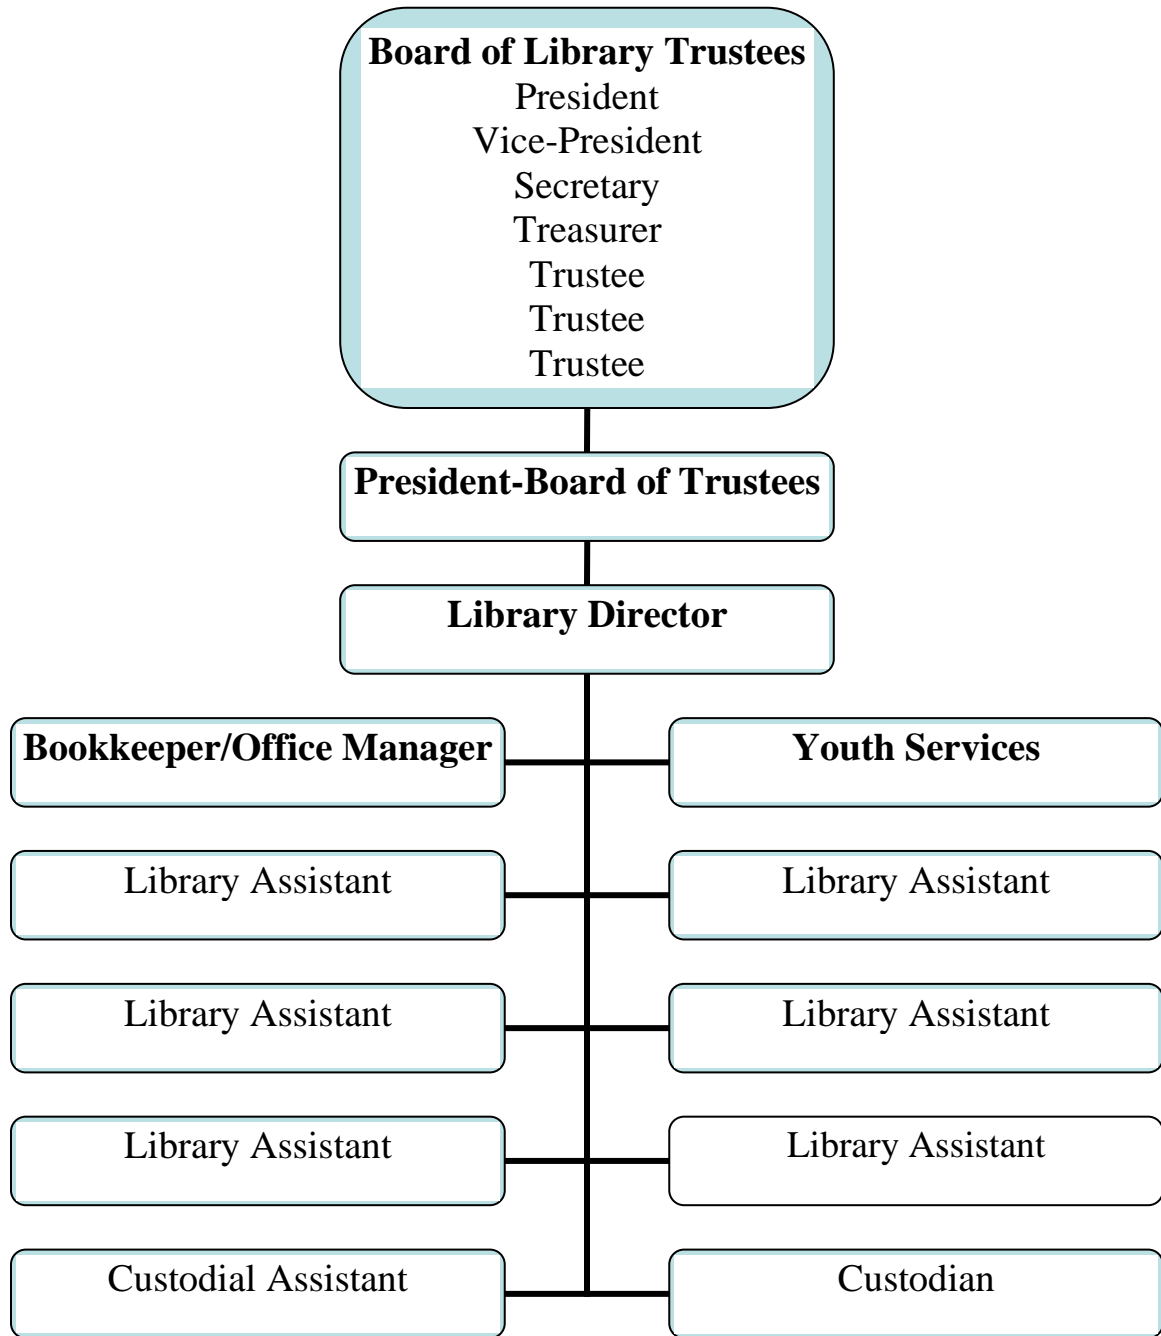 Board of Library Trustees
President
Vice-President
Secretary
Treasurer
Trustee
Trustee
Trustee
President-Board of Trustees
Library Director
Bookkeeper/Office Manager
Youth Services
Library Assistant
Library Assistant
Library Assistant
Library Assistant
Library Assistant
Library Assistant
Custodial Assistant
Custodian